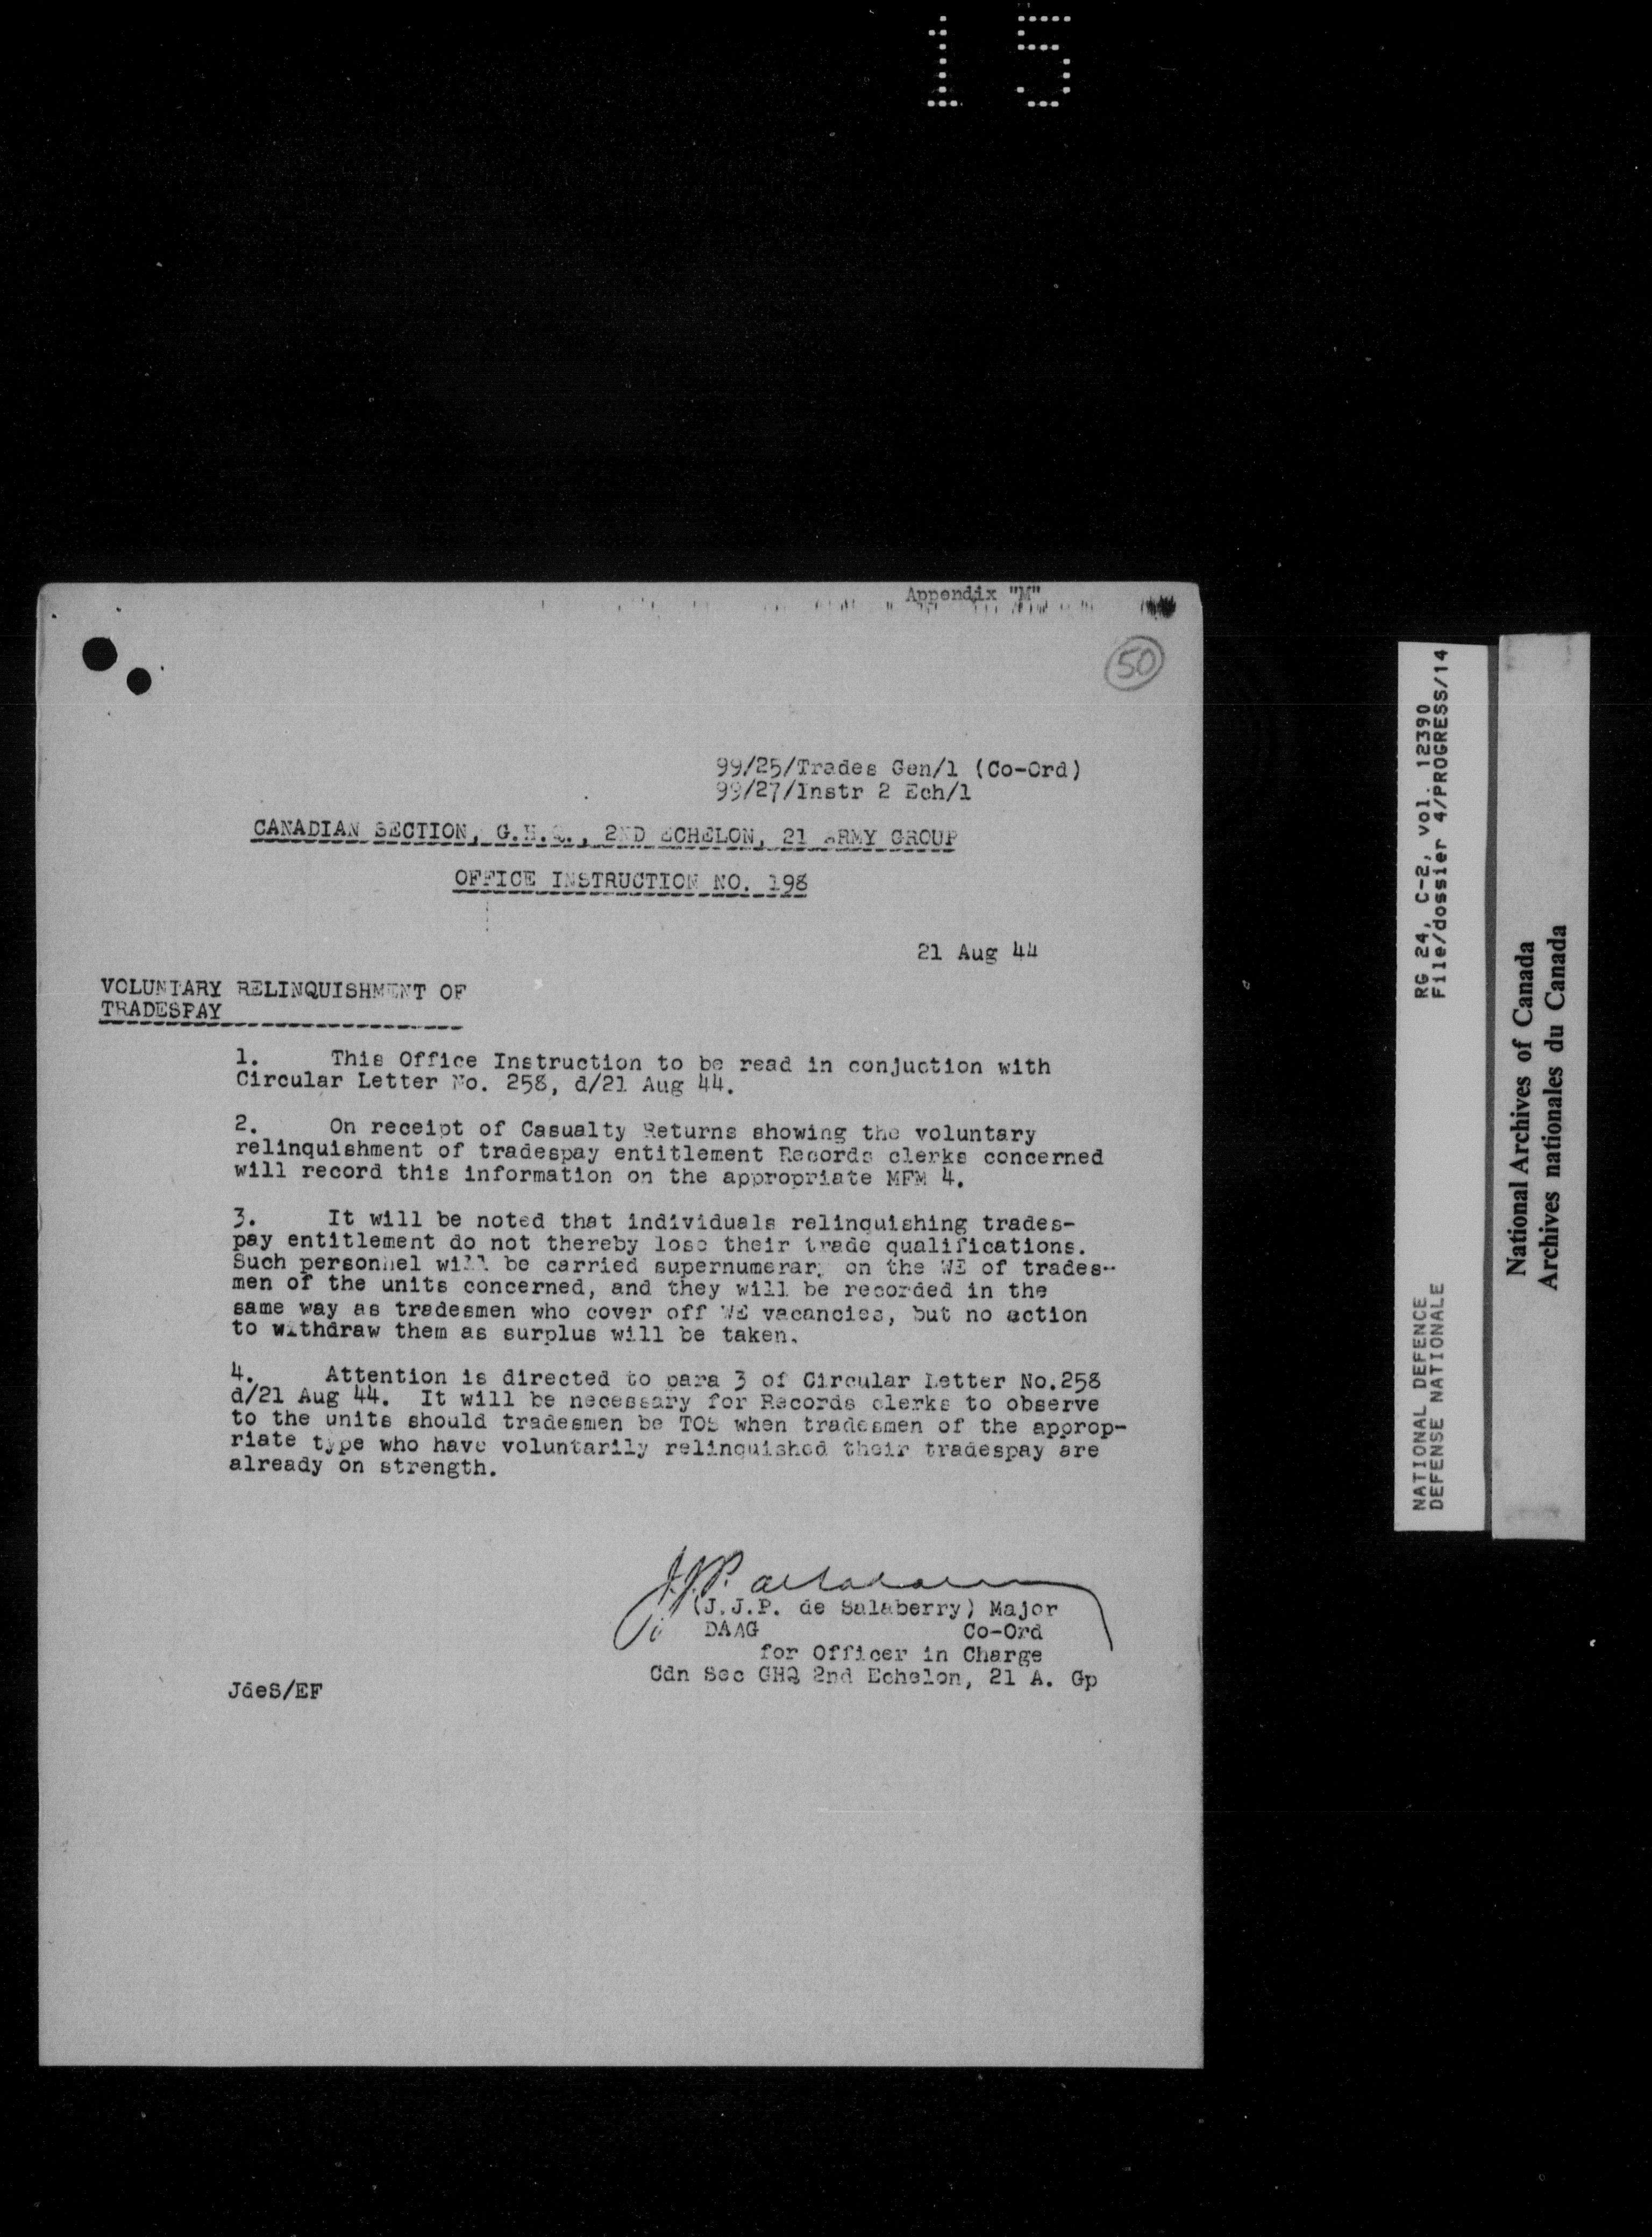 15
Appendix "M"
50
99/25/Trades Gen/1 (Co-Ord)
99/27/Instr 2 Ech/1
CANADIAN SECTION, G.H.Q., 2ND ECHELON, 21 ARMY GROUP
OFFICE INSTRUCTION NO. 198
21 Aug 44
VOLUNTARY RELINQUISHMENT OF
TRADESPAY
1. This Office Instruction to be read in conjuction with
Circular Letter No. 258, d/21 Aug 44.
2. On receipt of Casualty Returns showing the voluntary
relinquishment of tradespay entitlement Records clerks concerned
will record this information on the appropriate MFM 4.
3. It will be noted that individuals relinquishing trades-
pay entitlement do not thereby lose their trade qualifications.
Such personnel will be carried supernumerary on the WE of trades-
men of the units concerned, and they will be recorded in the
same way as tradesmen who cover off WE vacancies, but no action
to withdraw them as surplus will be taken.
4. Attention is directed to para 3 of Circular Letter No.258
d/21 Aug 44. It will be necessary for Records clerks to observe
to the units should tradesmen be TOS when tradesmen of the approp-
riate type who have voluntarily relinquished their tradespay are
already on strength.
J.J.P. de Salaberry
(J.J.P. de Salaberry) Major
DAAG Co-Ord
for Officer in Charge
Cdn Sec GHQ 2nd Echelon, 21 A. Gp
JdeS/EF
RG 24, C-2, vol. 12390
File/dossier 4/PROGRESS/14
NATIONAL DEFENCE
DEFENSE NATIONALE
National Archives of Canada
Archives nationales du Canada